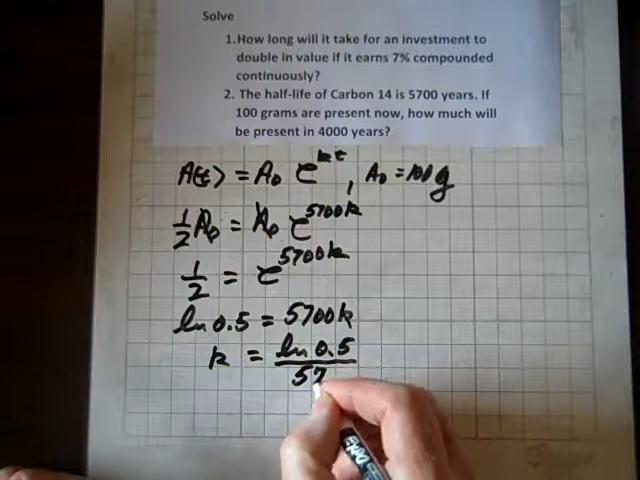 Solve
1.How long will it take for an investment to
double in value if it earns 7% compounded
continuously?
2. The half-life of Carbon 14 is 5700 years. If
100 grams are present now, how much will
be present in 4000 years?
A(t) = A₀ e^kt, A₀ = 100 g
1/2 A₀ = A₀ e^5700k
1/2 = e^5700k
ln 0.5 = 5700k
k = ln 0.5 / 57